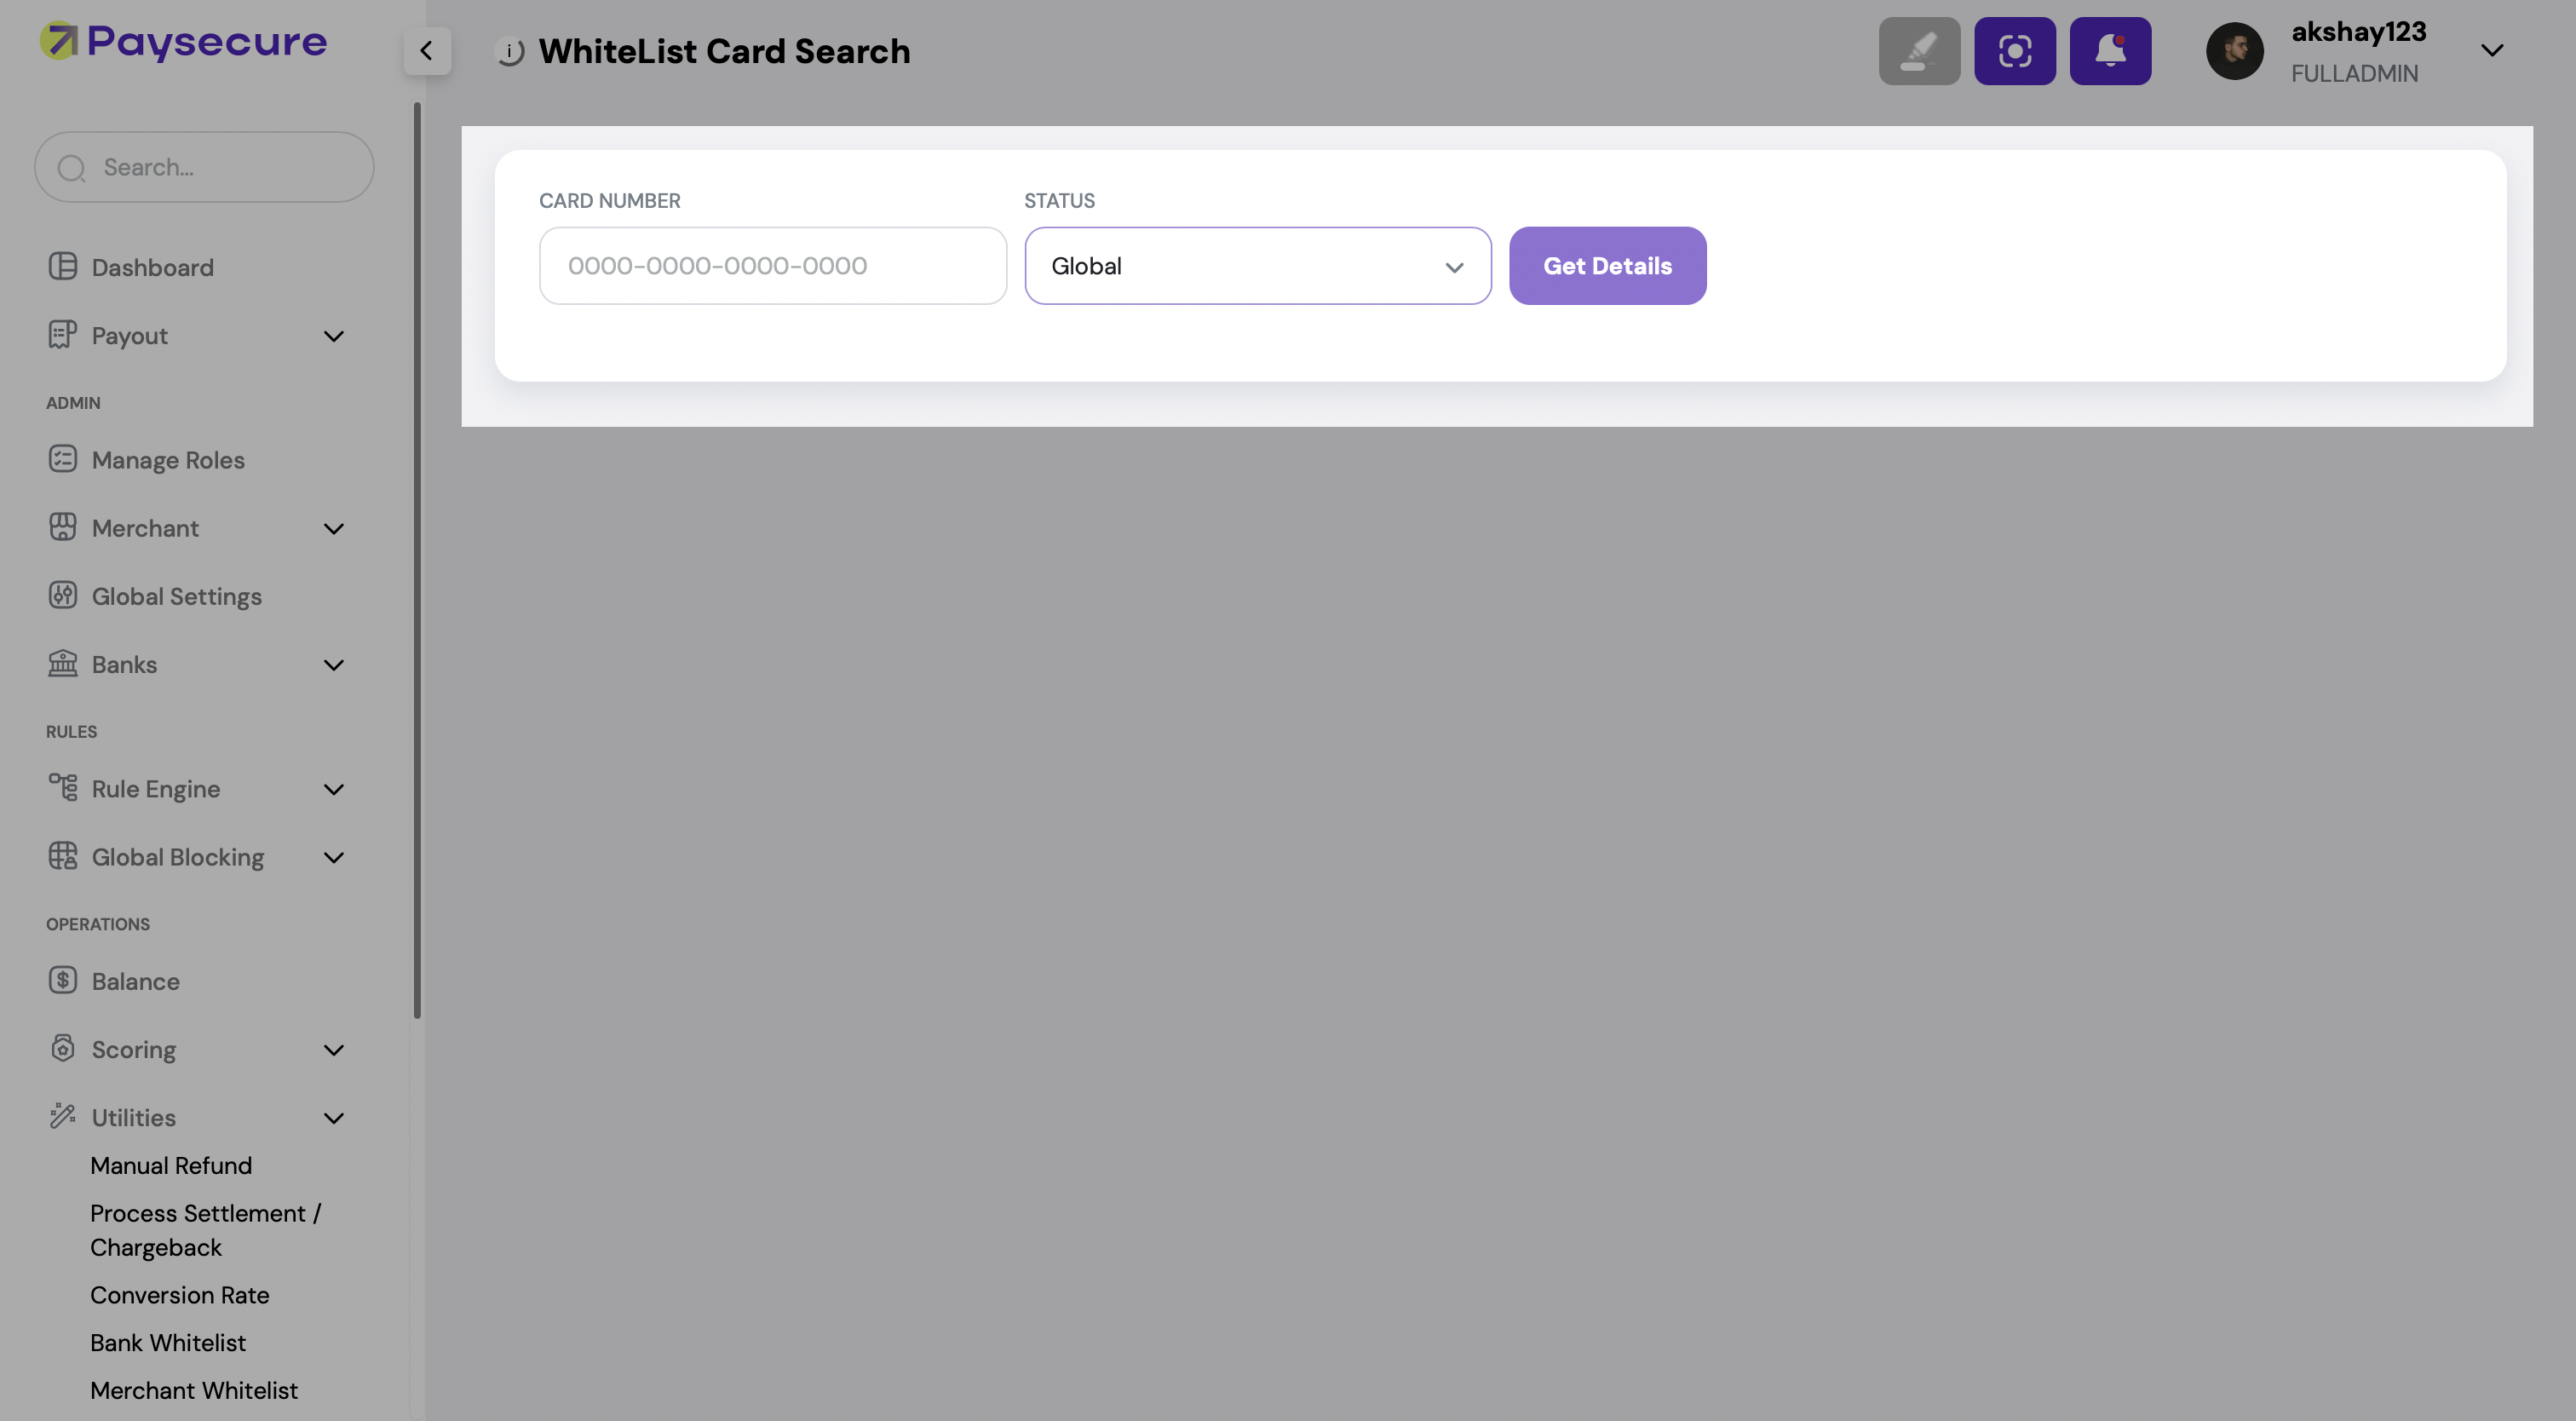 Paysecure
WhiteList Card Search
akshay123
FULLADMIN
Search...
Dashboard
Payout
ADMIN
Manage Roles
Merchant
Global Settings
Banks
RULES
Rule Engine
Global Blocking
OPERATIONS
Balance
Scoring
Utilities
Manual Refund
Process Settlement /
Chargeback
Conversion Rate
Bank Whitelist
Merchant Whitelist
CARD NUMBER
0000-0000-0000-0000
STATUS
Global
Get Details